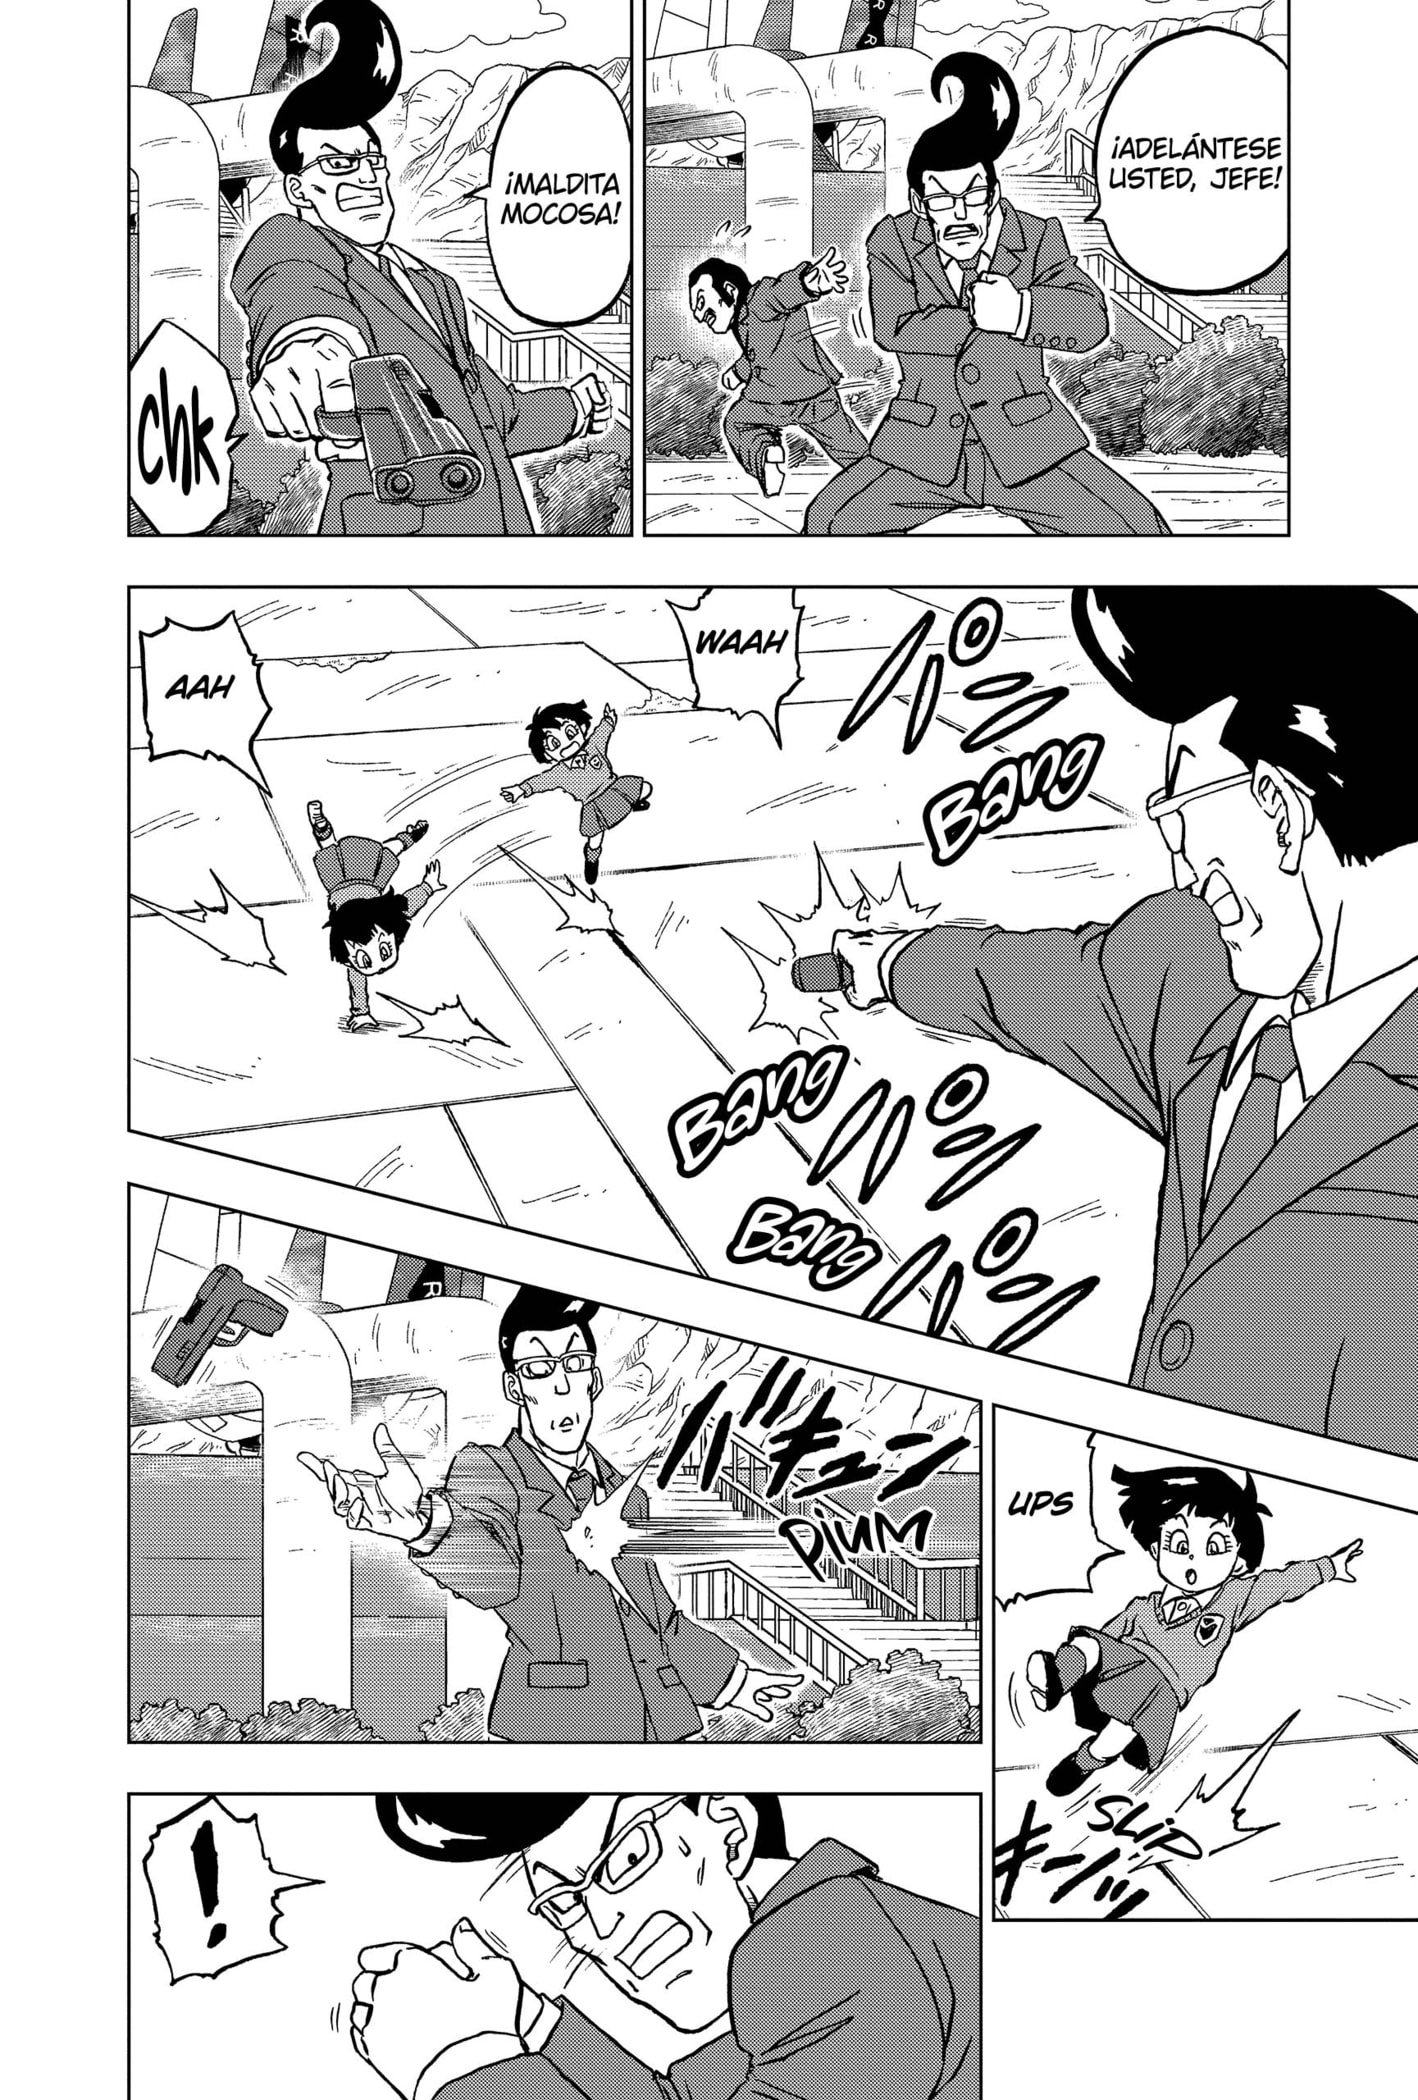 ¡ADELÁNTESE
USTED, JEFE!
¡MALDITA
MOCOSA!
chk
パン
Bang
WAAH
AAH
Bang
パン
Bang
パン
UPS
SLIP
キーッ
バキューン
PIUM
R
R
R
!